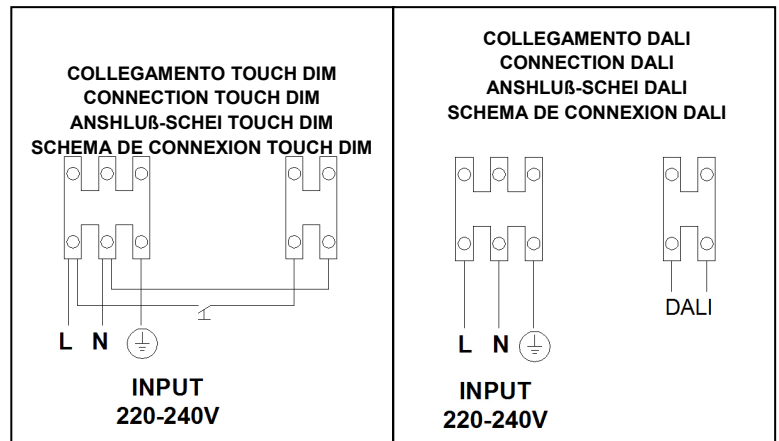 COLLEGAMENTO TOUCH DIM
CONNECTION TOUCH DIM
ANSHLUß-SCHEI TOUCH DIM
SCHEMA DE CONNEXION TOUCH DIM
L N
INPUT
220-240V
COLLEGAMENTO DALI
CONNECTION DALI
ANSHLUß-SCHEI DALI
SCHEMA DE CONNEXION DALI
DALI
L N
INPUT
220-240V